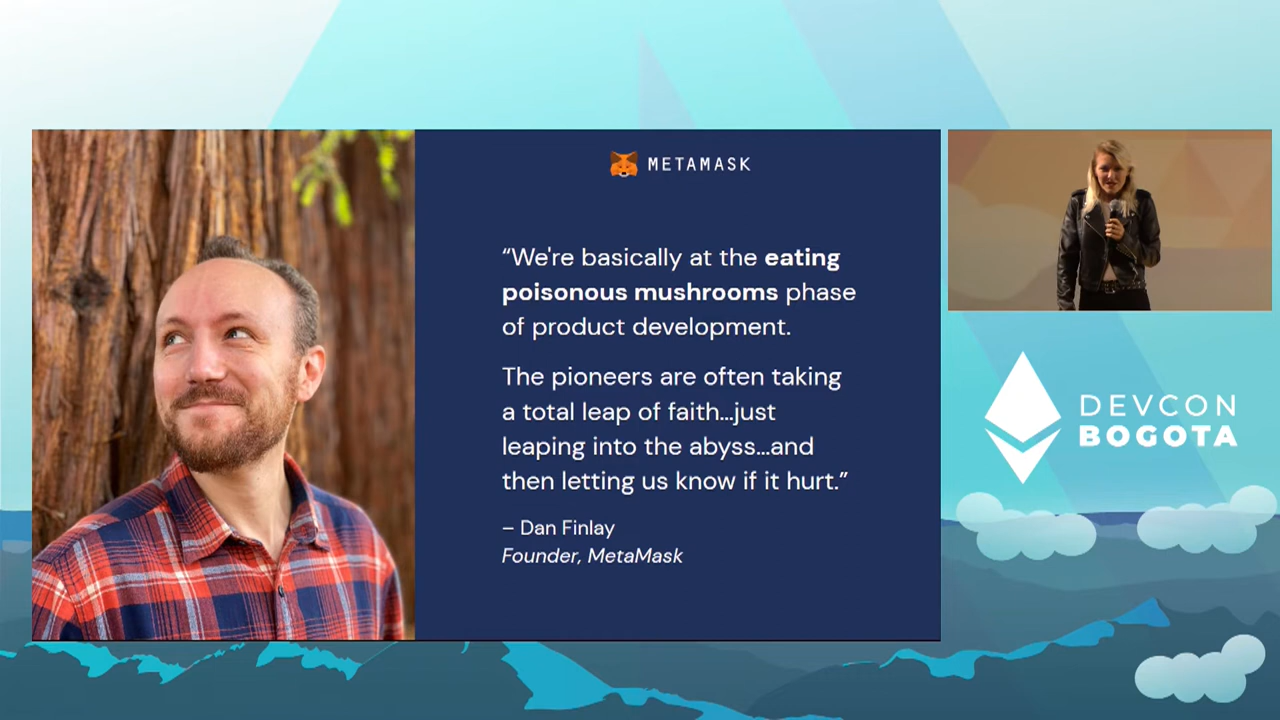 METAMASK
“We're basically at the eating
poisonous mushrooms phase
of product development.
The pioneers are often taking
a total leap of faith...just
leaping into the abyss...and
then letting us know if it hurt.”
– Dan Finlay
Founder, MetaMask
DEVCON
BOGOTA